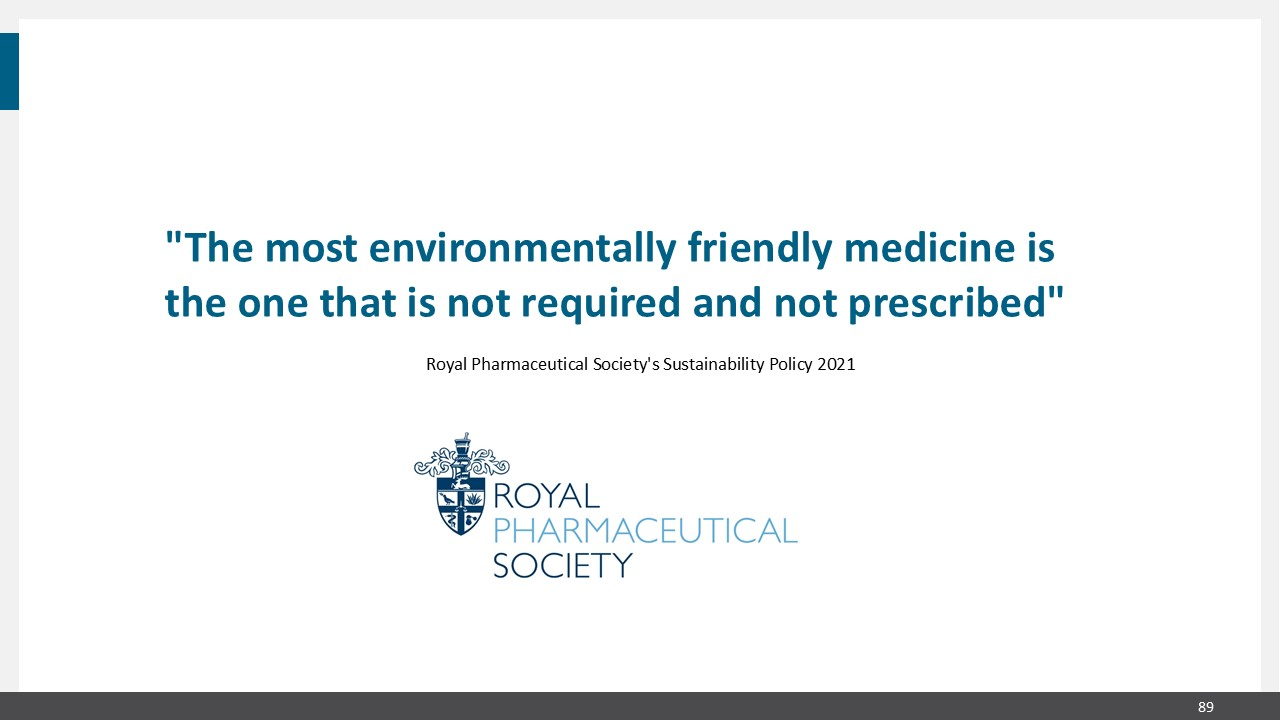 "The most environmentally friendly medicine is
the one that is not required and not prescribed"
Royal Pharmaceutical Society's Sustainability Policy 2021
ROYAL
PHARMACEUTICAL
SOCIETY
89